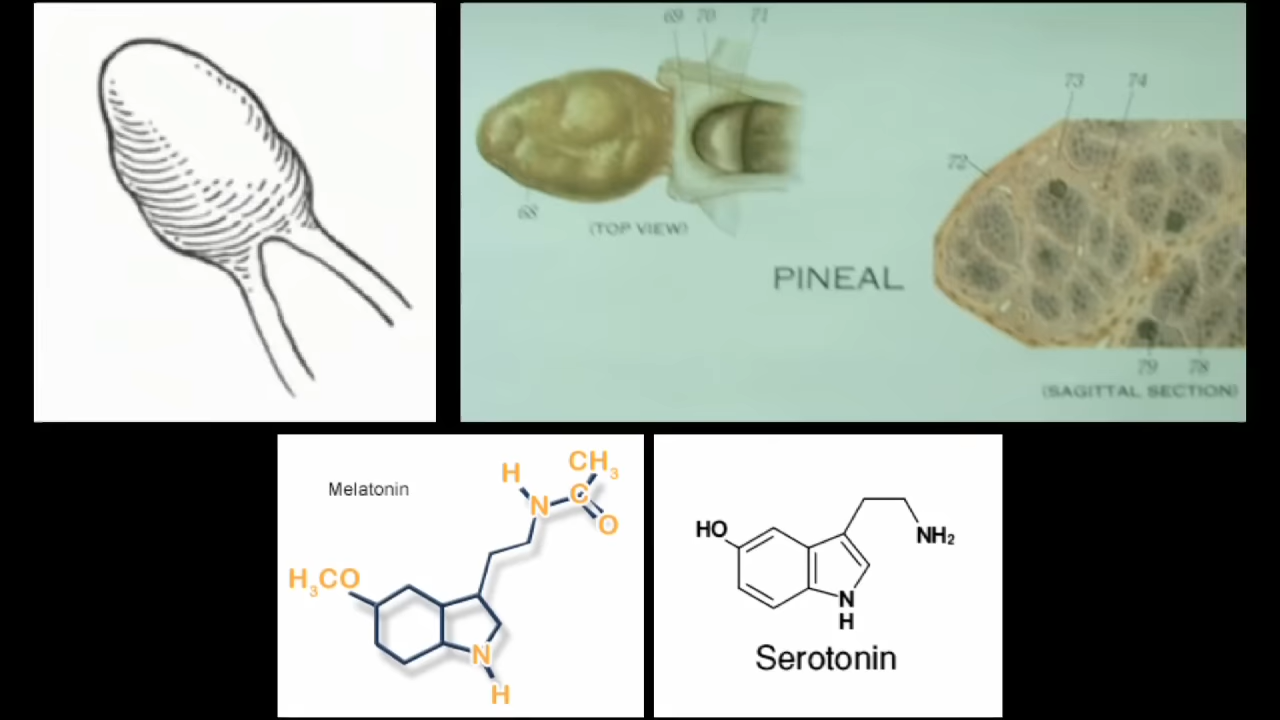 69 70 71
68
(TOP VIEW)
PINEAL
73 74
72
79 78
(SAGITTAL SECTION)
Melatonin
H
CH3
N
C
O
H3CO
N
H
HO
NH2
N
H
Serotonin